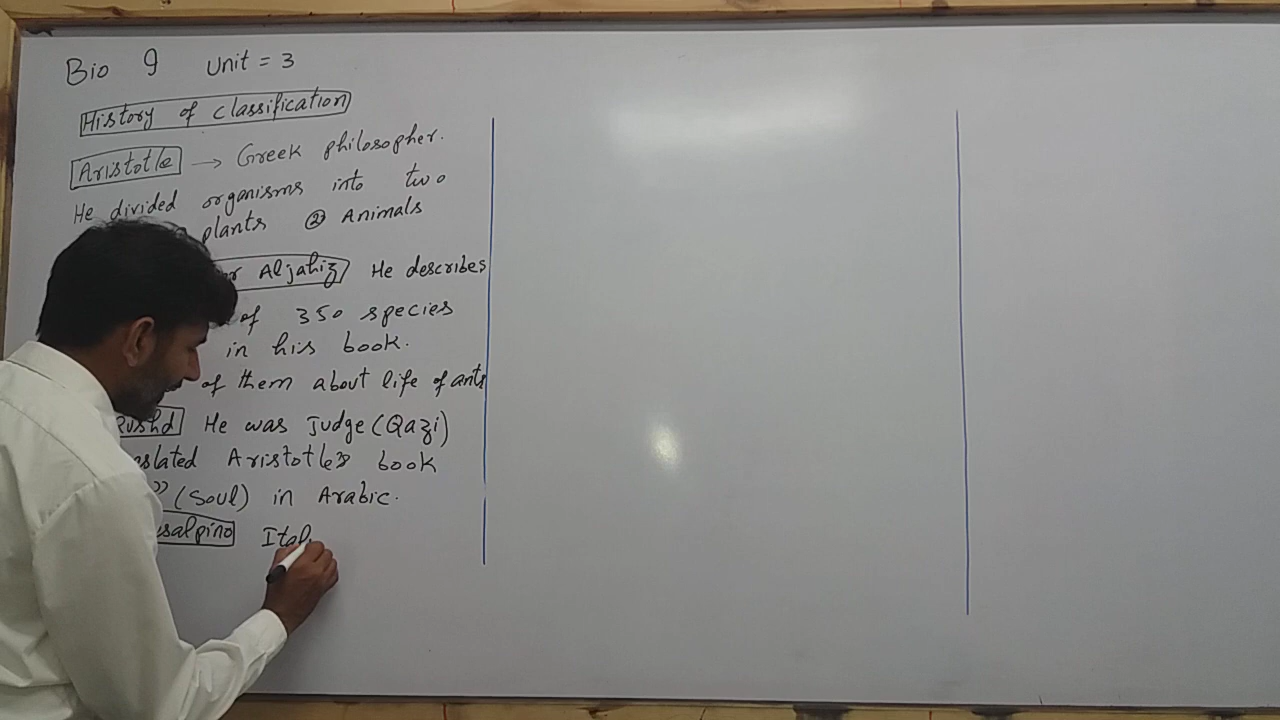 Bio 9 Unit = 3
History of classification
Aristotle → Greek philosopher.
He divided organisms into two
plants ② Animals
Aljahiz He describes
of 350 species
in his book.
of them about life of ants
Rushd He was Judge (Qazi)
Aristotle's book
" (Soul) in Arabic.
Ital